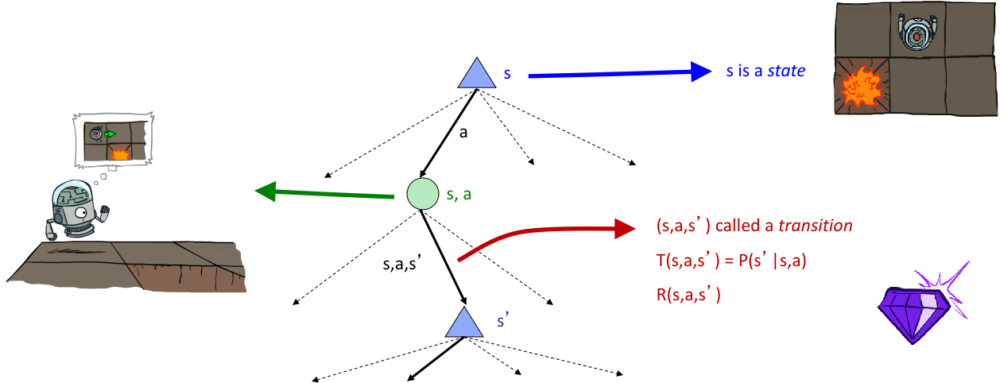 s
s is a state
a
s, a
(s,a,s’) called a transition
s,a,s’
T(s,a,s’) = P(s’|s,a)
R(s,a,s’)
s’